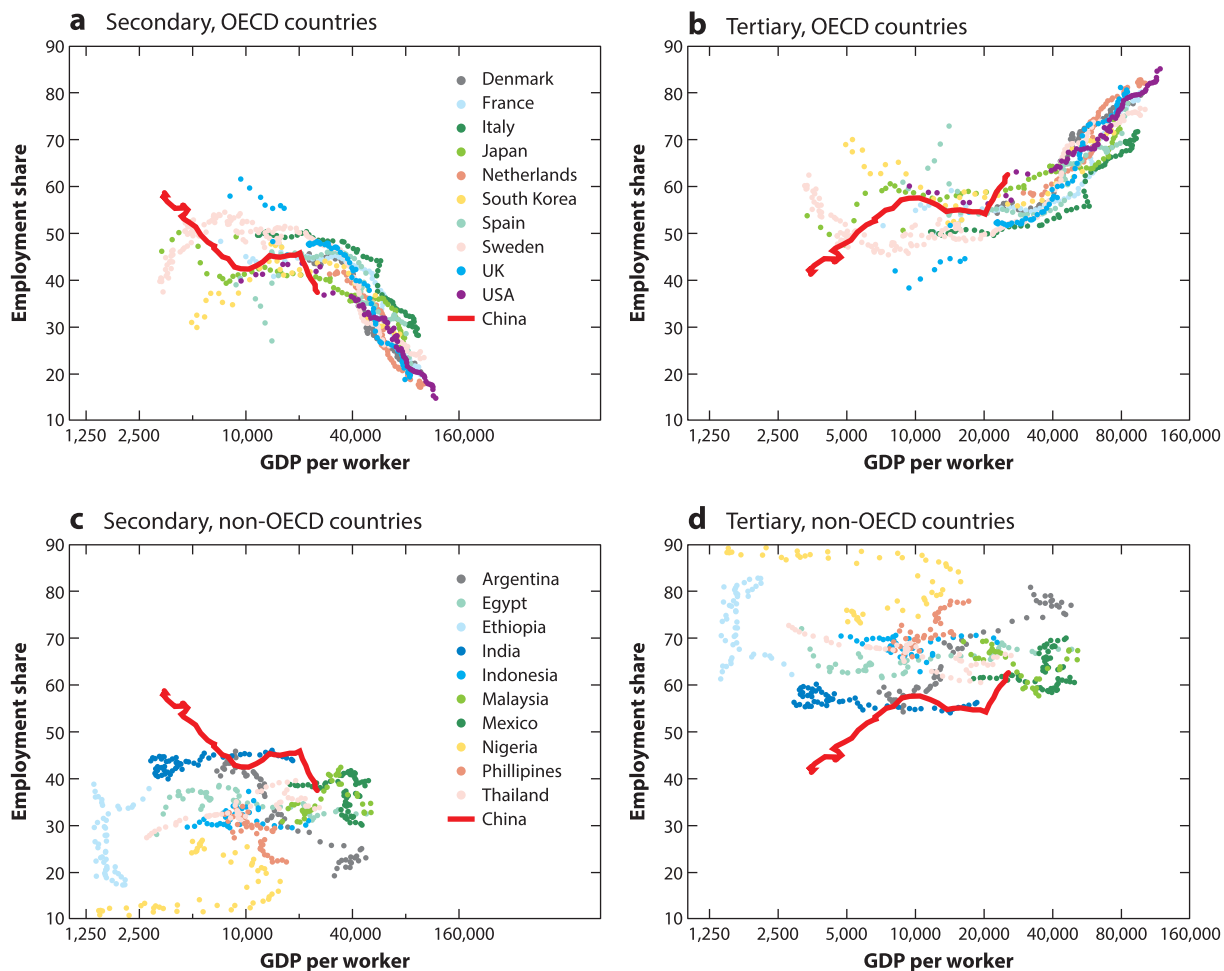 a Secondary, OECD countries
90
80
70
60
50
40
30
20
10
Employment share
1,250 2,500 10,000 40,000 160,000
GDP per worker
Denmark
France
Italy
Japan
Netherlands
South Korea
Spain
Sweden
UK
USA
China
b Tertiary, OECD countries
90
80
70
60
50
40
30
20
10
Employment share
1,250 2,500 5,000 10,000 20,000 40,000 80,000 160,000
GDP per worker
c Secondary, non-OECD countries
90
80
70
60
50
40
30
20
10
Employment share
1,250 2,500 10,000 40,000 160,000
GDP per worker
Argentina
Egypt
Ethiopia
India
Indonesia
Malaysia
Mexico
Nigeria
Phillipines
Thailand
China
d Tertiary, non-OECD countries
90
80
70
60
50
40
30
20
10
Employment share
1,250 2,500 5,000 10,000 20,000 40,000 80,000 160,000
GDP per worker